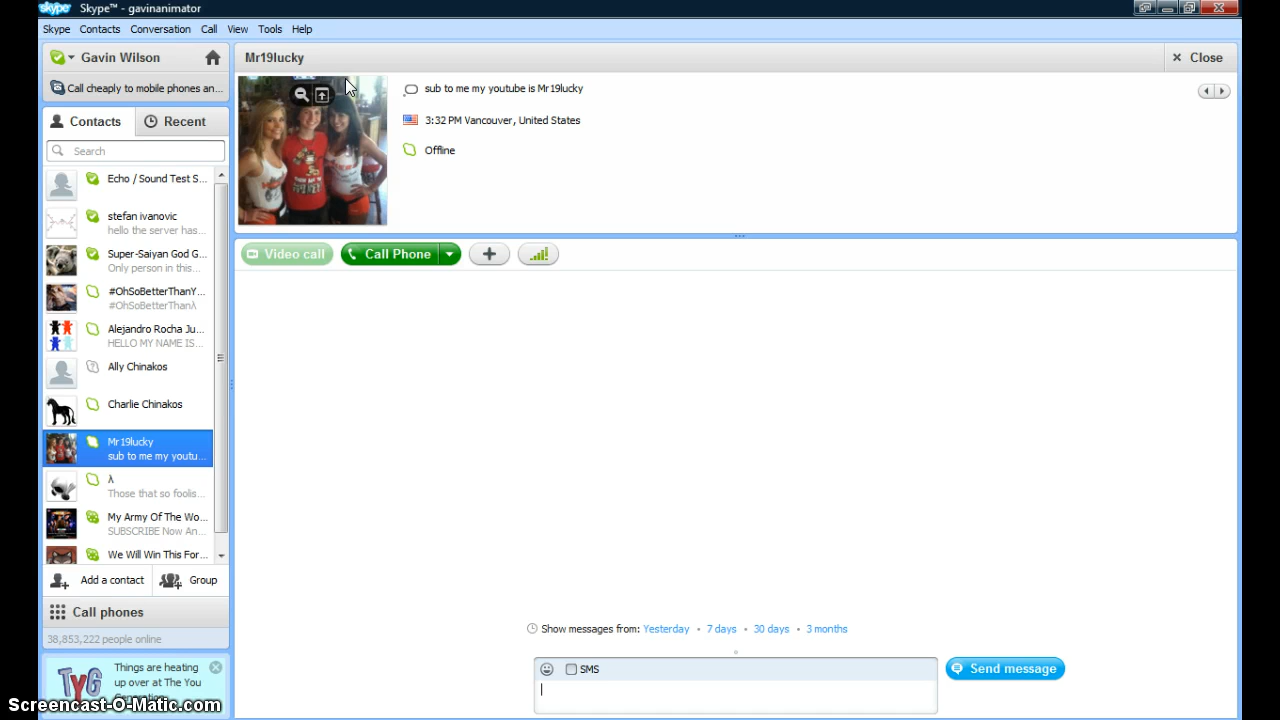 Skype™ - gavinanimator
Skype Contacts Conversation Call View Tools Help
Gavin Wilson
Call cheaply to mobile phones an...
Contacts Recent
Search
Echo / Sound Test S...
stefan ivanovic
hello the server has...
Super-Saiyan God G...
Only person in this...
#OhSoBetterThanY...
#OhSoBetterThanλ
Alejandro Rocha Ju...
HELLO MY NAME IS...
Ally Chinakos
Charlie Chinakos
Mr19lucky
sub to me my youtu...
λ
Those that so foolis...
My Army Of The Wo...
SUBSCRIBE Now An...
We Will Win This For...
Add a contact Group
Call phones
38,853,222 people online
TYG
Things are heating
up over at The You
Generation.
Mr19lucky
Close
sub to me my youtube is Mr19lucky
3:32 PM Vancouver, United States
Offline
Video call Call Phone
Show messages from: Yesterday • 7 days • 30 days • 3 months
SMS
Send message
Screencast-O-Matic.com